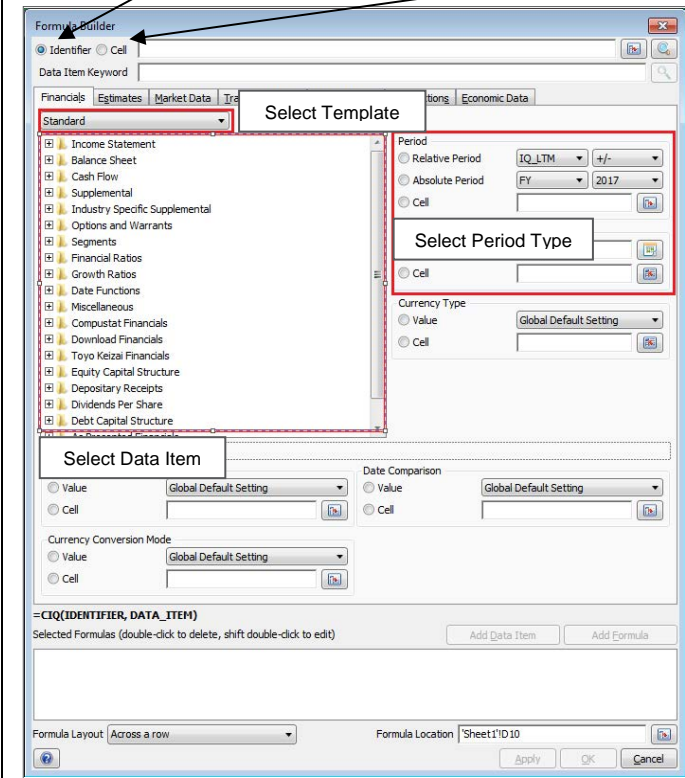 Formula Builder
Identifier Cell
Data Item Keyword
Financials Estimates Market Data Economic Data
Select Template
Standard
Income Statement
Balance Sheet
Cash Flow
Supplemental
Industry Specific Supplemental
Options and Warrants
Segments
Financial Ratios
Growth Ratios
Date Functions
Miscellaneous
Compustat Financials
Download Financials
Toyo Keizai Financials
Equity Capital Structure
Depositary Receipts
Dividends Per Share
Debt Capital Structure
Period
Relative Period IQ_LTM +/-
Absolute Period FY 2017
Cell
Select Period Type
Cell
Currency Type
Value Global Default Setting
Cell
Select Data Item
Value Global Default Setting
Cell
Date Comparison
Value Global Default Setting
Cell
Currency Conversion Mode
Value Global Default Setting
Cell
=CIQ(IDENTIFIER, DATA_ITEM)
Selected Formulas (double-click to delete, shift double-click to edit) Add Data Item Add Formula
Formula Layout Across a row Formula Location 'Sheet1'!D10
Apply OK Cancel